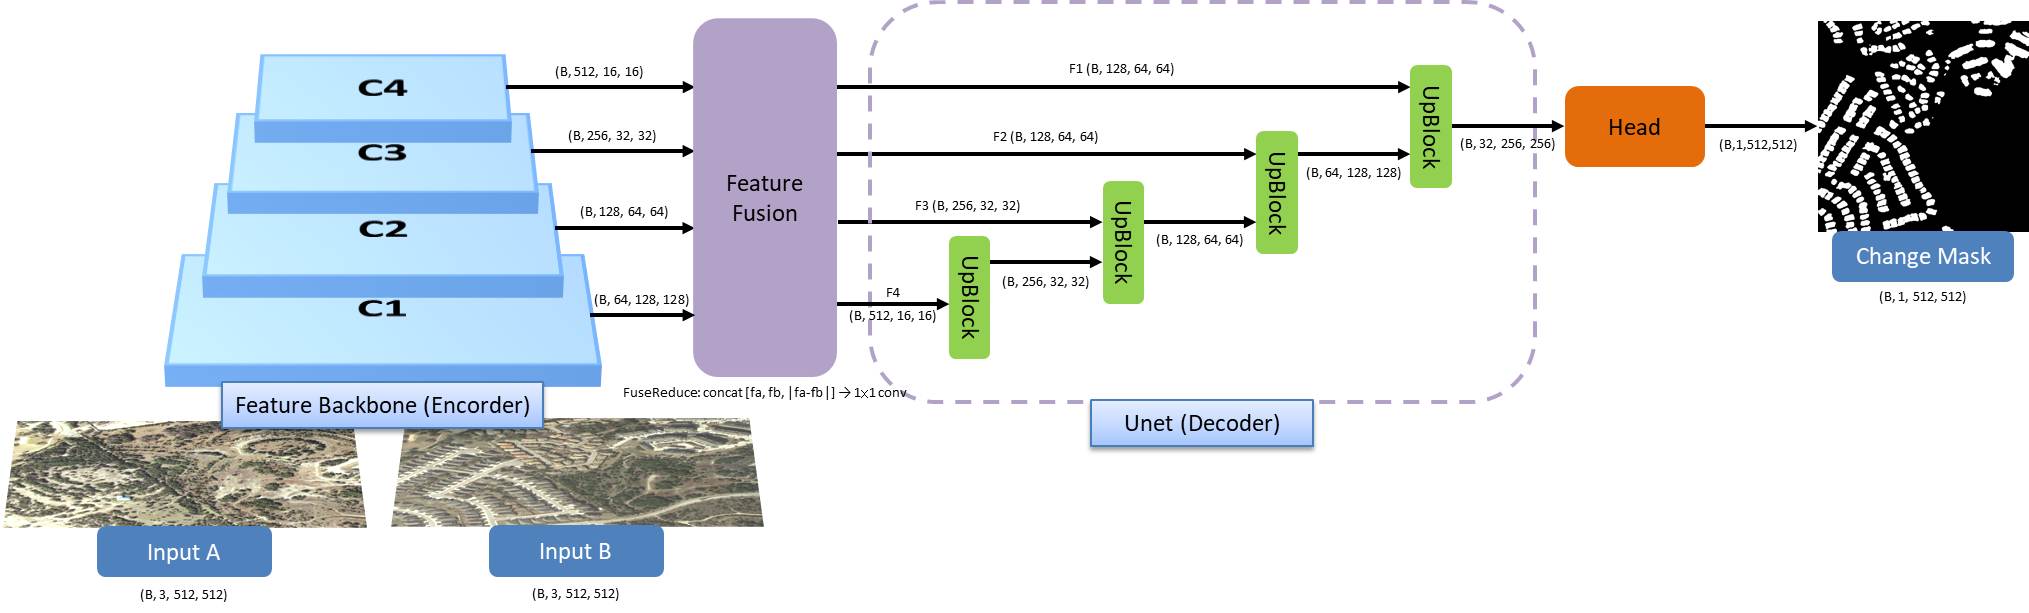 C4
(B, 512, 16, 16)
C3
(B, 256, 32, 32)
C2
(B, 128, 64, 64)
C1
(B, 64, 128, 128)
Feature Backbone (Encorder)
Input A
(B, 3, 512, 512)
Input B
(B, 3, 512, 512)
Feature
Fusion
FuseReduce: concat [fa, fb, |fa-fb|] → 1×1 conv
F1 (B, 128, 64, 64)
F2 (B, 128, 64, 64)
F3 (B, 256, 32, 32)
F4
(B, 512, 16, 16)
UpBlock
(B, 256, 32, 32)
UpBlock
(B, 128, 64, 64)
UpBlock
(B, 64, 128, 128)
UpBlock
(B, 32, 256, 256)
Unet (Decoder)
Head
(B,1,512,512)
Change Mask
(B, 1, 512, 512)